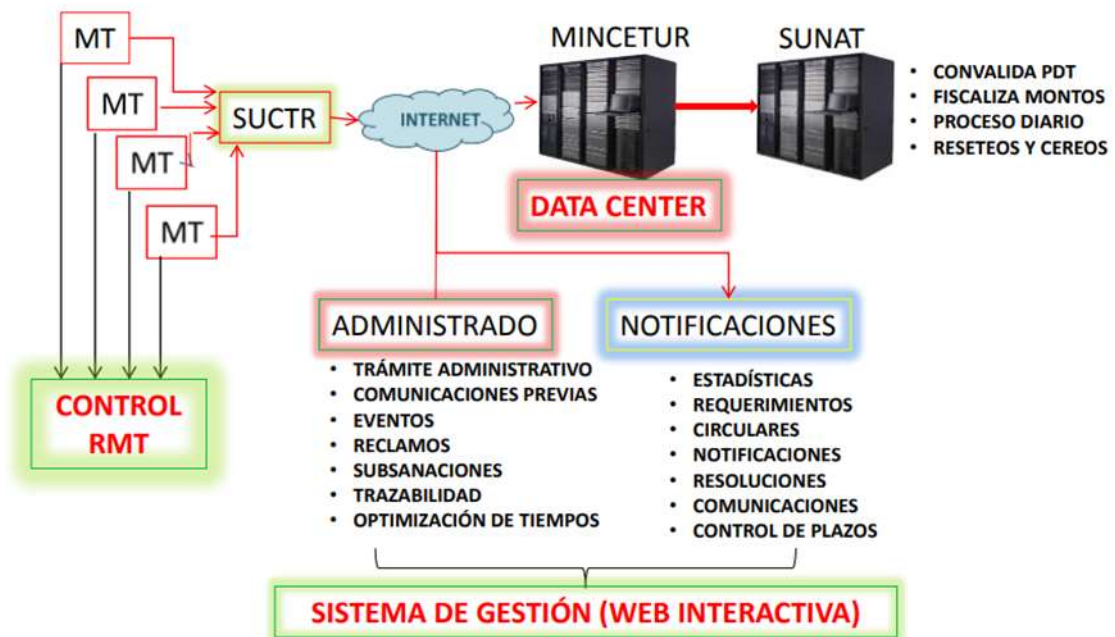 MT
MT
MT
MT
SUCTR
INTERNET
MINCETUR
SUNAT
• CONVALIDA PDT
• FISCALIZA MONTOS
• PROCESO DIARIO
• RESETEOS Y CEREOS
DATA CENTER
CONTROL
RMT
ADMINISTRADO
• TRÁMITE ADMINISTRATIVO
• COMUNICACIONES PREVIAS
• EVENTOS
• RECLAMOS
• SUBSANACIONES
• TRAZABILIDAD
• OPTIMIZACIÓN DE TIEMPOS
NOTIFICACIONES
• ESTADÍSTICAS
• REQUERIMIENTOS
• CIRCULARES
• NOTIFICACIONES
• RESOLUCIONES
• COMUNICACIONES
• CONTROL DE PLAZOS
SISTEMA DE GESTIÓN (WEB INTERACTIVA)